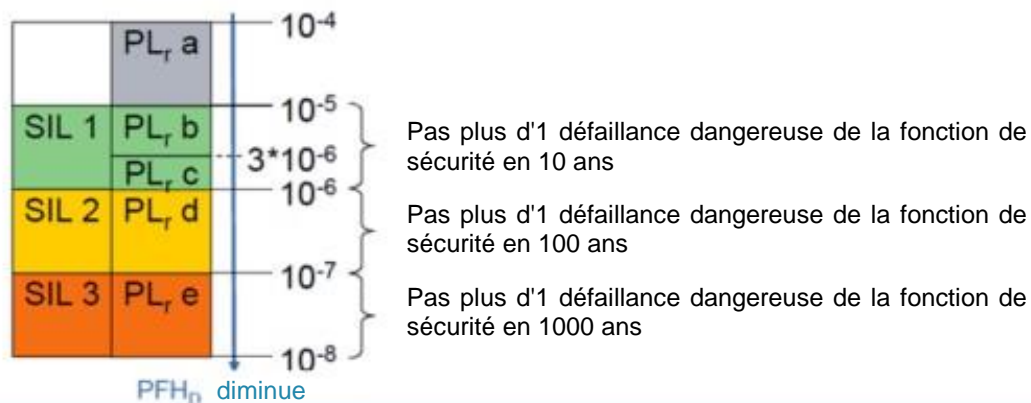 PLr a
10-4
10-5
SIL 1 PLr b
3*10-6
PLr c
10-6
Pas plus d'1 défaillance dangereuse de la fonction de
sécurité en 10 ans
SIL 2 PLr d
Pas plus d'1 défaillance dangereuse de la fonction de
sécurité en 100 ans
10-7
SIL 3 PLr e
Pas plus d'1 défaillance dangereuse de la fonction de
sécurité en 1000 ans
10-8
PFHD diminue